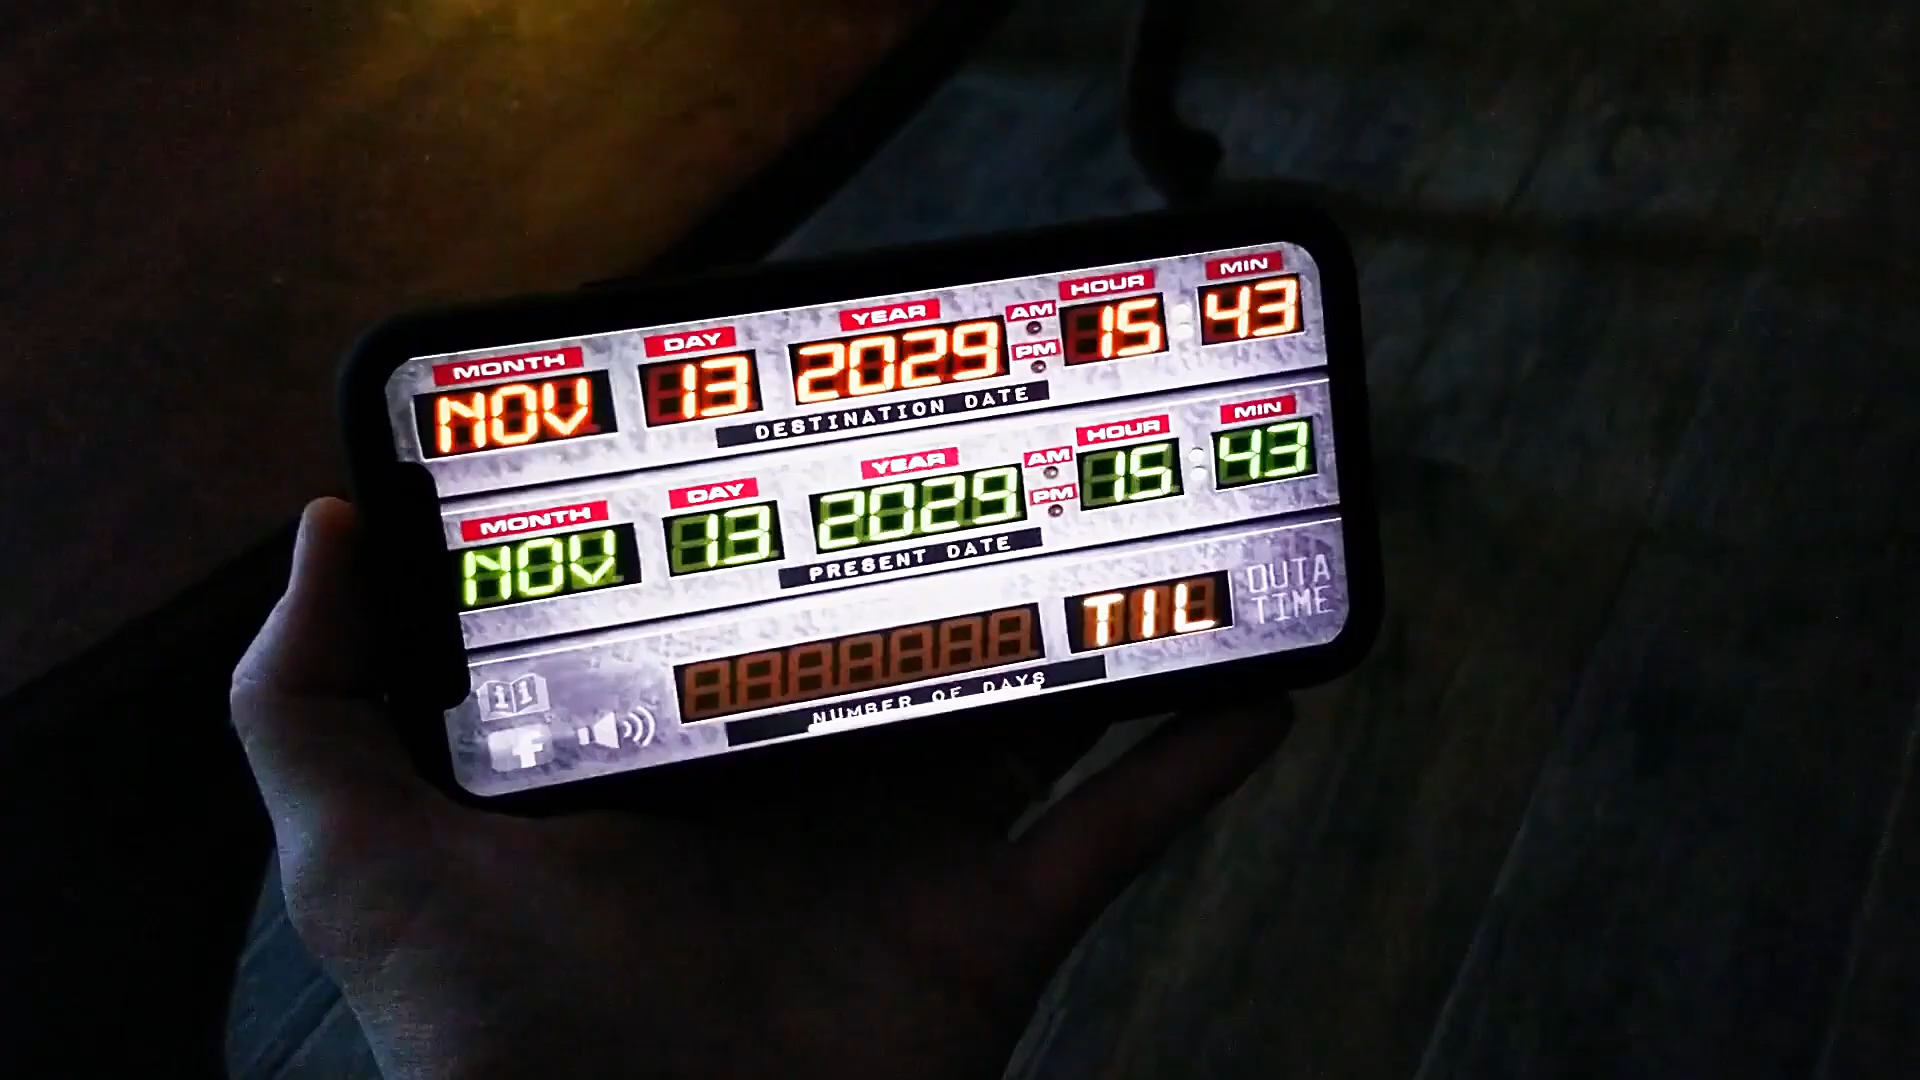 MONTH DAY YEAR AM HOUR MIN
NOV 13 2029 PM 15:43
DESTINATION DATE
MONTH DAY YEAR AM HOUR MIN
NOV 13 2029 PM 15:43
PRESENT DATE
TIL
OUTA
TIME
NUMBER OF DAYS
f